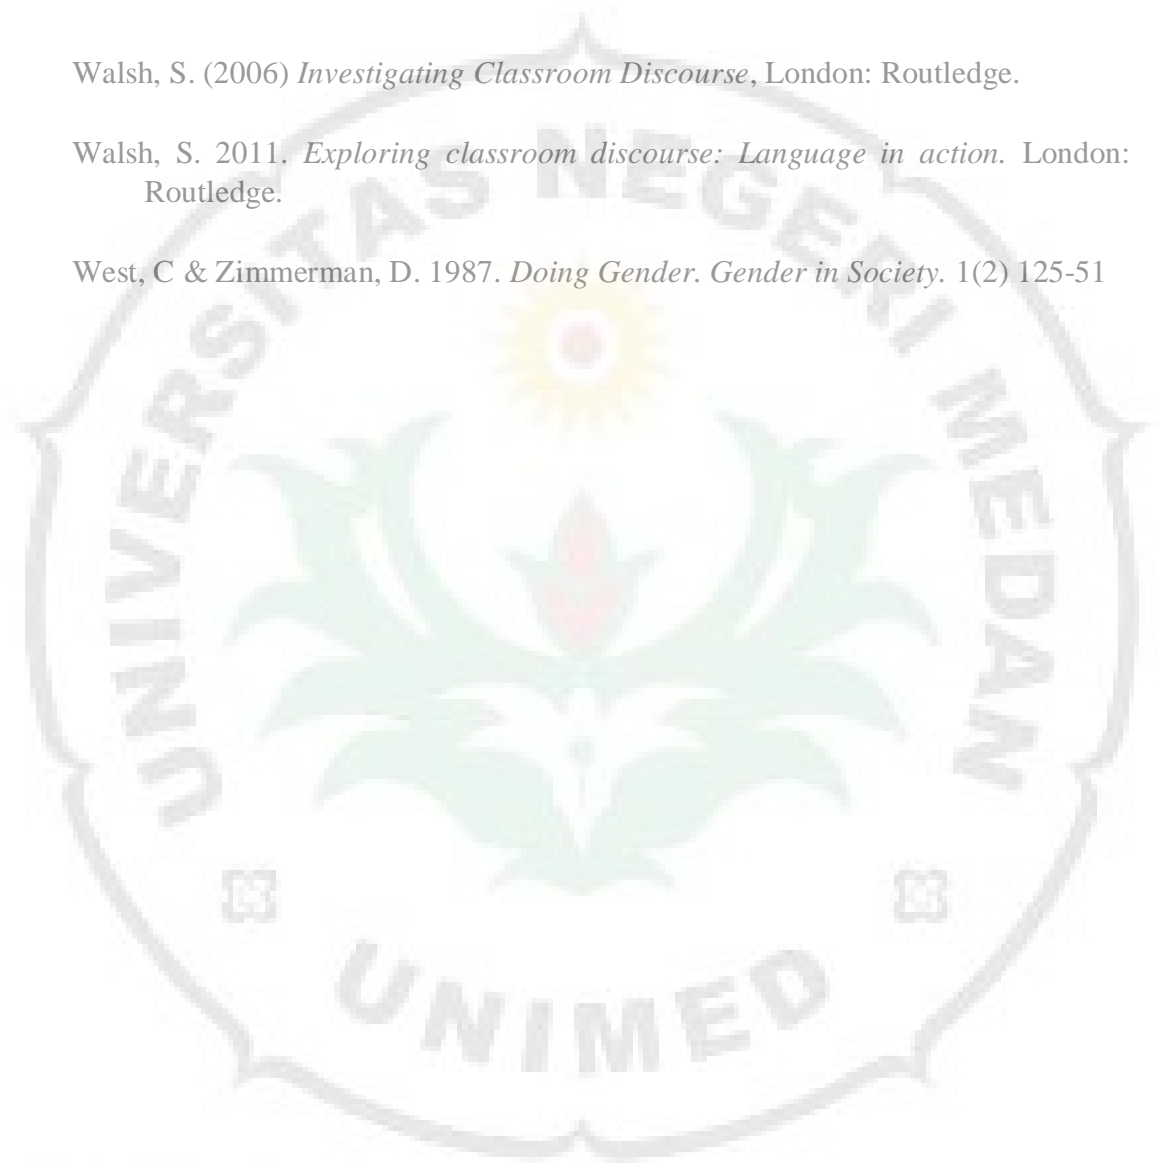 Walsh, S. (2006) Investigating Classroom Discourse, London: Routledge.
Walsh, S. 2011. Exploring classroom discourse: Language in action. London:
Routledge.
West, C & Zimmerman, D. 1987. Doing Gender. Gender in Society. 1(2) 125-51
UNIVERSITAS NEGERI MEDAN
UNIMED